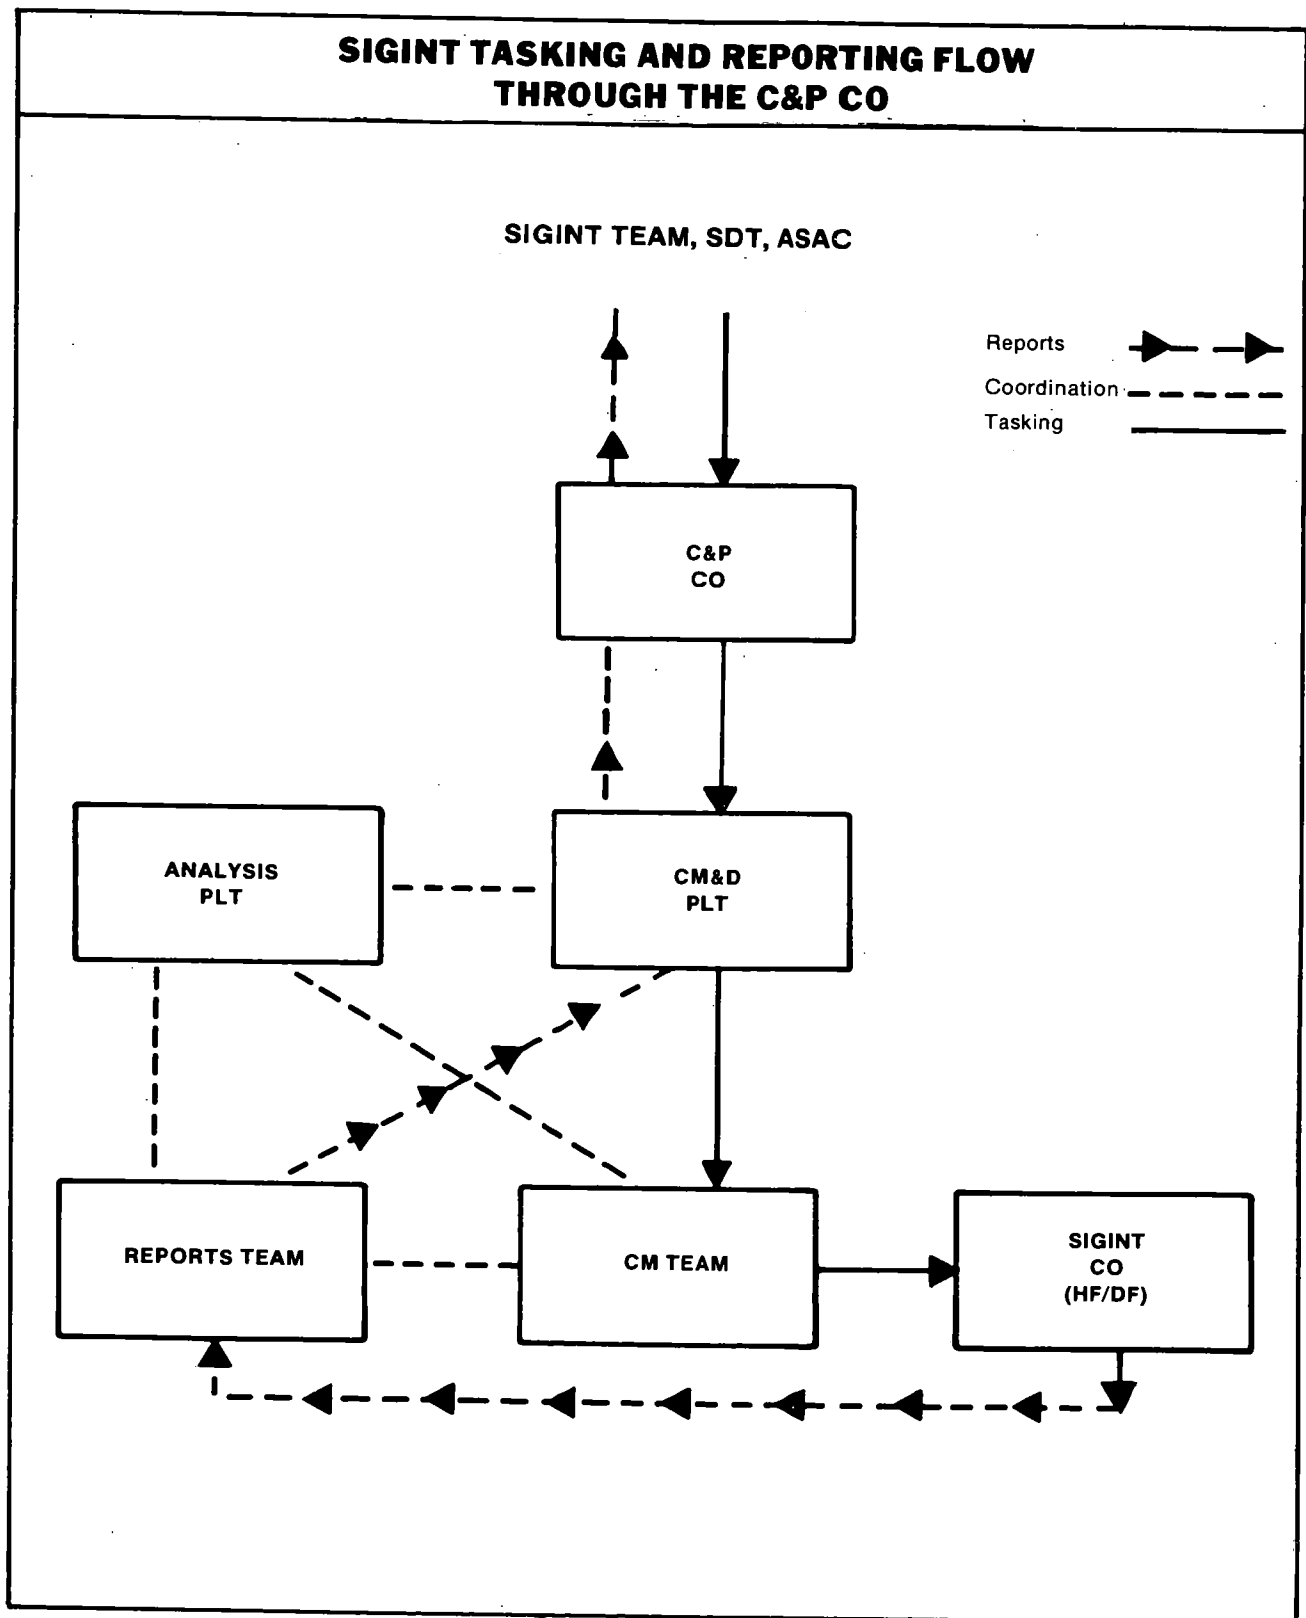 SIGINT TASKING AND REPORTING FLOW
THROUGH THE C&P CO
SIGINT TEAM, SDT, ASAC
Reports
Coordination
Tasking
C&P
CO
ANALYSIS
PLT
CM&D
PLT
REPORTS TEAM
CM TEAM
SIGINT
CO
(HF/DF)